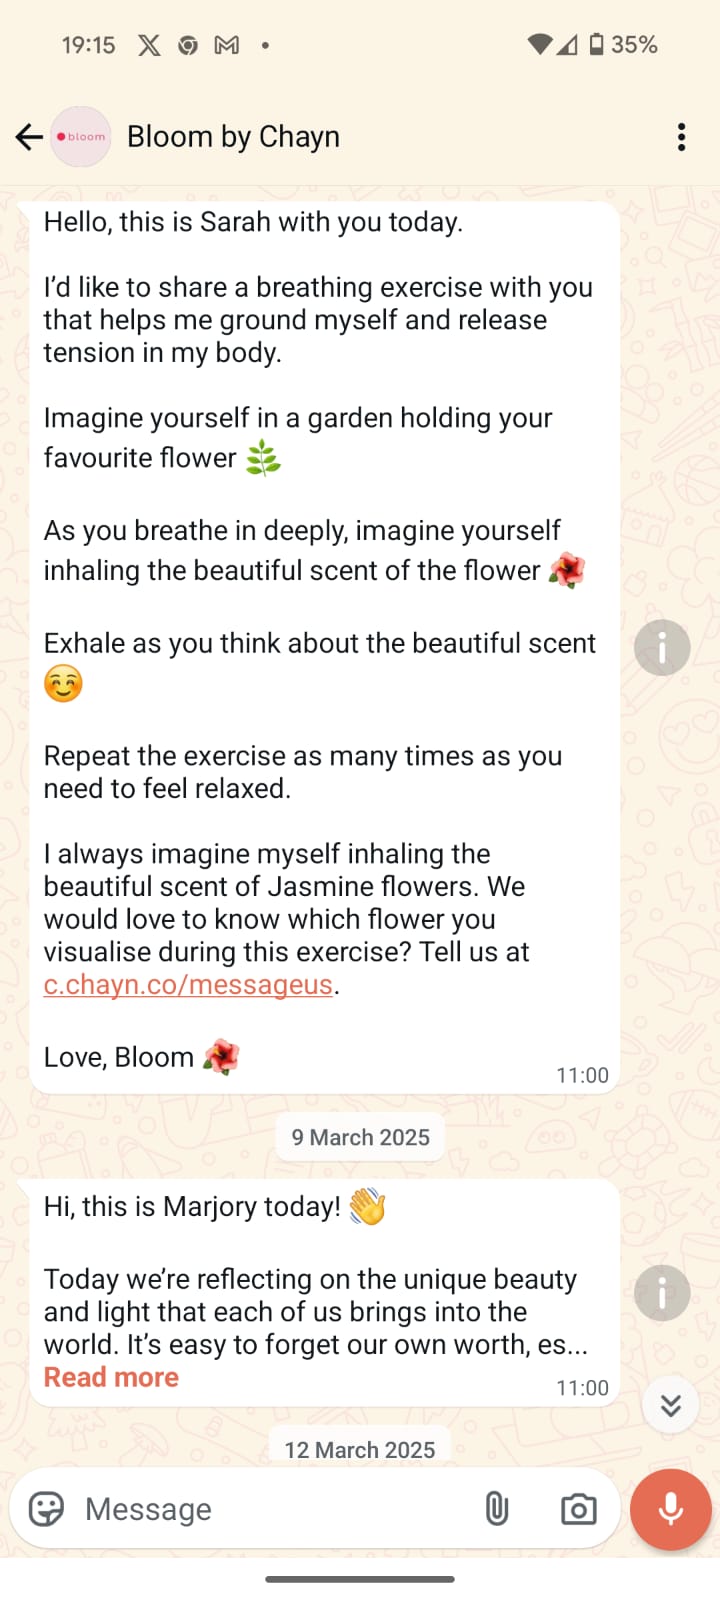 19:15
35%
bloom
Bloom by Chayn
Hello, this is Sarah with you today.
I'd like to share a breathing exercise with you
that helps me ground myself and release
tension in my body.
Imagine yourself in a garden holding your
favourite flower 🌿
As you breathe in deeply, imagine yourself
inhaling the beautiful scent of the flower 🌺
Exhale as you think about the beautiful scent
☺️
Repeat the exercise as many times as you
need to feel relaxed.
I always imagine myself inhaling the
beautiful scent of Jasmine flowers. We
would love to know which flower you
visualise during this exercise? Tell us at
c.chayn.co/messageus.
Love, Bloom 🌺
11:00
9 March 2025
Hi, this is Marjory today! 👋
Today we're reflecting on the unique beauty
and light that each of us brings into the
world. It's easy to forget our own worth, es...
Read more
11:00
12 March 2025
Message